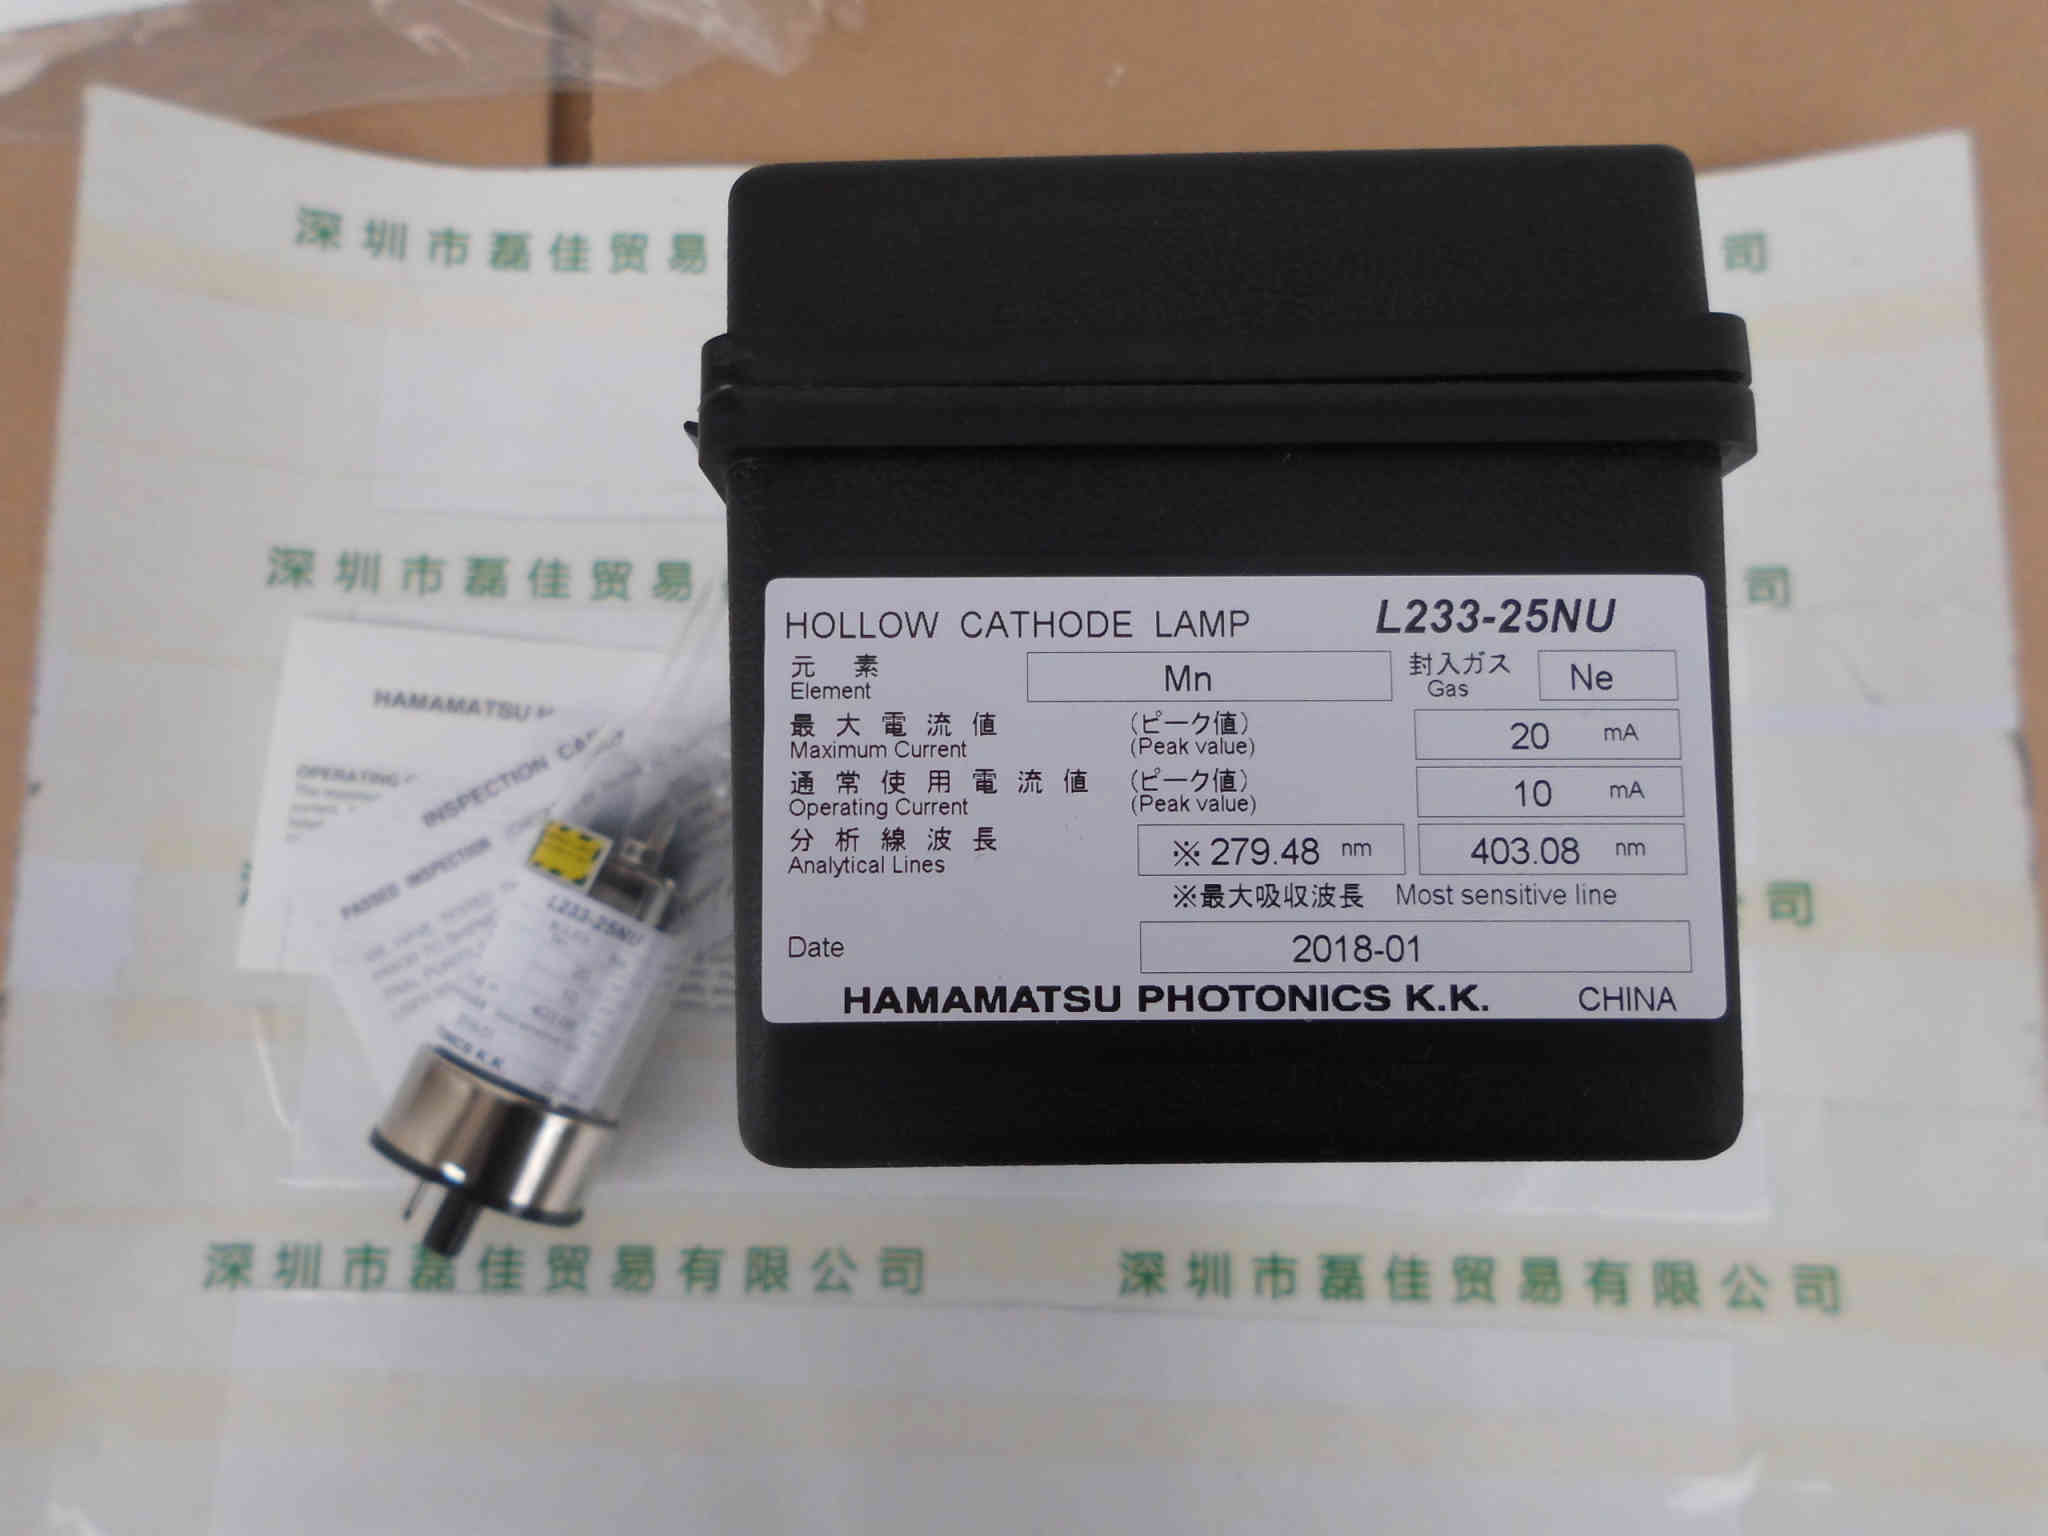 深圳市磊佳贸易
司
深圳市磊佳贸易
司
HOLLOW CATHODE LAMP L233-25NU
元素 Mn 封入ガス Ne
Element Gas
最大電流値 (ピーク値) 20 mA
Maximum Current (Peak value)
通常使用電流値 (ピーク値) 10 mA
Operating Current (Peak value)
分析線波長 ※279.48 nm 403.08 nm
Analytical Lines
※最大吸収波長 Most sensitive line
Date 2018-01
HAMAMATSU PHOTONICS K.K. CHINA
HAMAMATSU
OPERATING
INSPECTION
PASSED INSPECTION
L233-25NU
K.K.
司
深圳市磊佳贸易有限公司 深圳市磊佳贸易有限公司